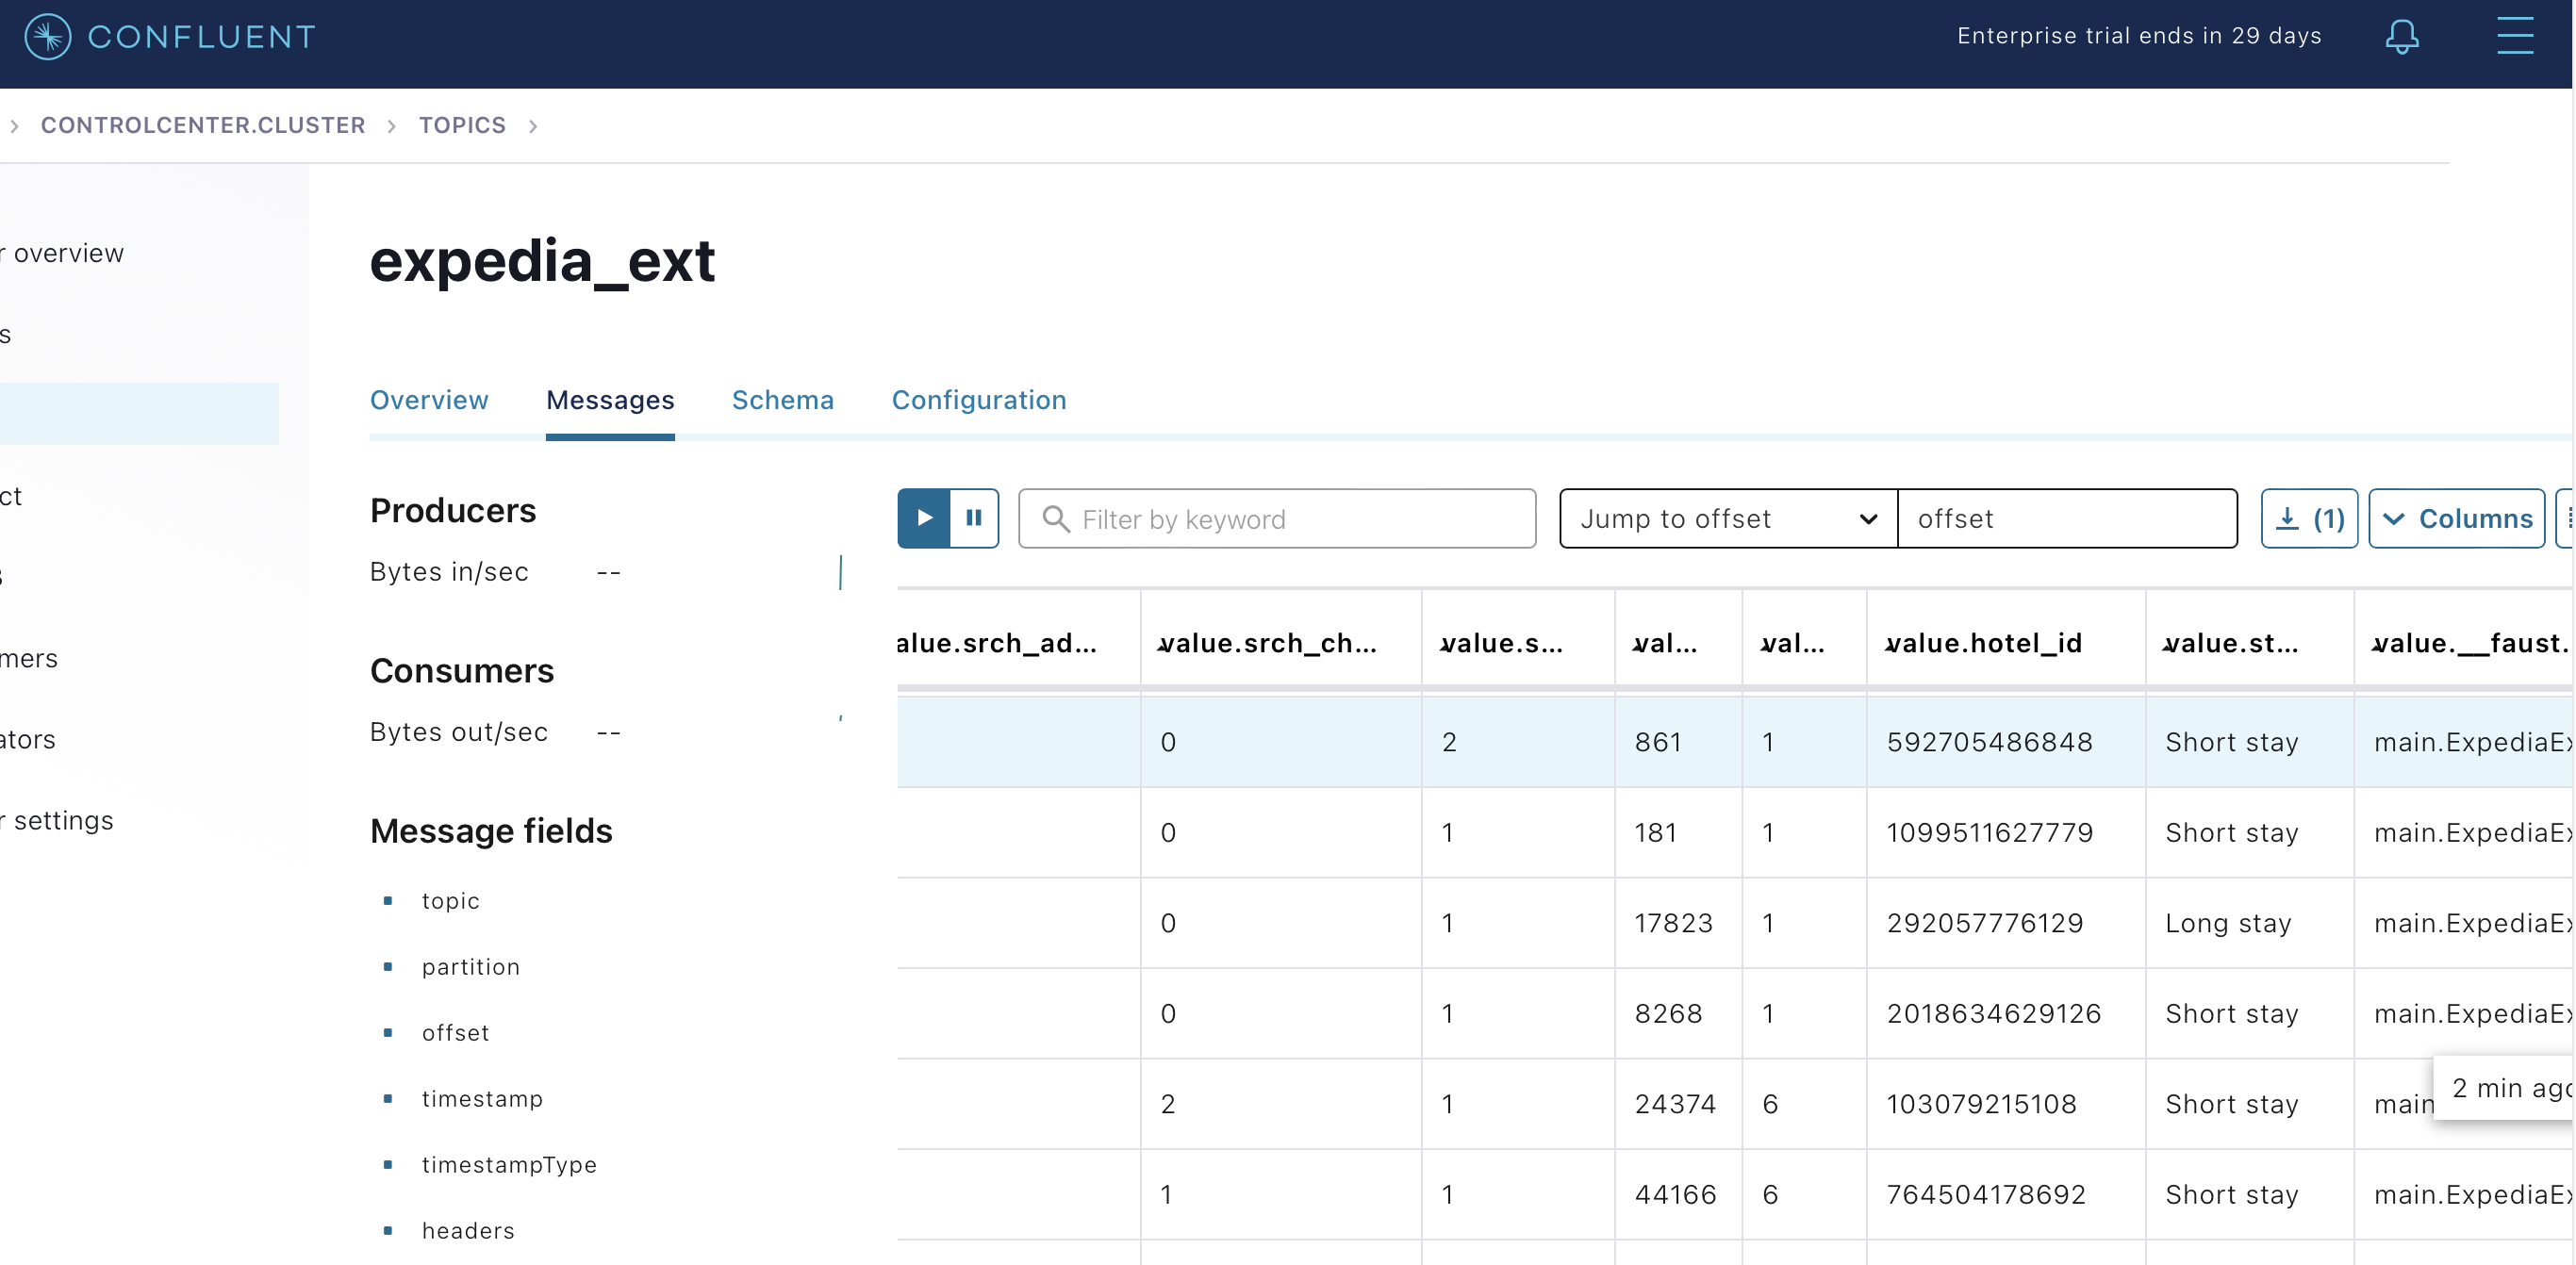 CONFLUENT
Enterprise trial ends in 29 days
CONTROLCENTER.CLUSTER > TOPICS >
r overview
s
ct
mers
ators
r settings
expedia_ext
Overview Messages Schema Configuration
Producers
Bytes in/sec --
Consumers
Bytes out/sec --
Message fields
topic
partition
offset
timestamp
timestampType
headers
Filter by keyword
Jump to offset offset (1) Columns
alue.srch_ad... value.srch_ch... value.s... val... val... value.hotel_id value.st... value.__faust.
0 2 861 1 592705486848 Short stay main.ExpediaEx
0 1 181 1 1099511627779 Short stay main.ExpediaEx
0 1 17823 1 292057776129 Long stay main.ExpediaEx
0 1 8268 1 2018634629126 Short stay main.ExpediaEx
2 1 24374 6 103079215108 Short stay main
2 min ago
1 1 44166 6 764504178692 Short stay main.ExpediaEx